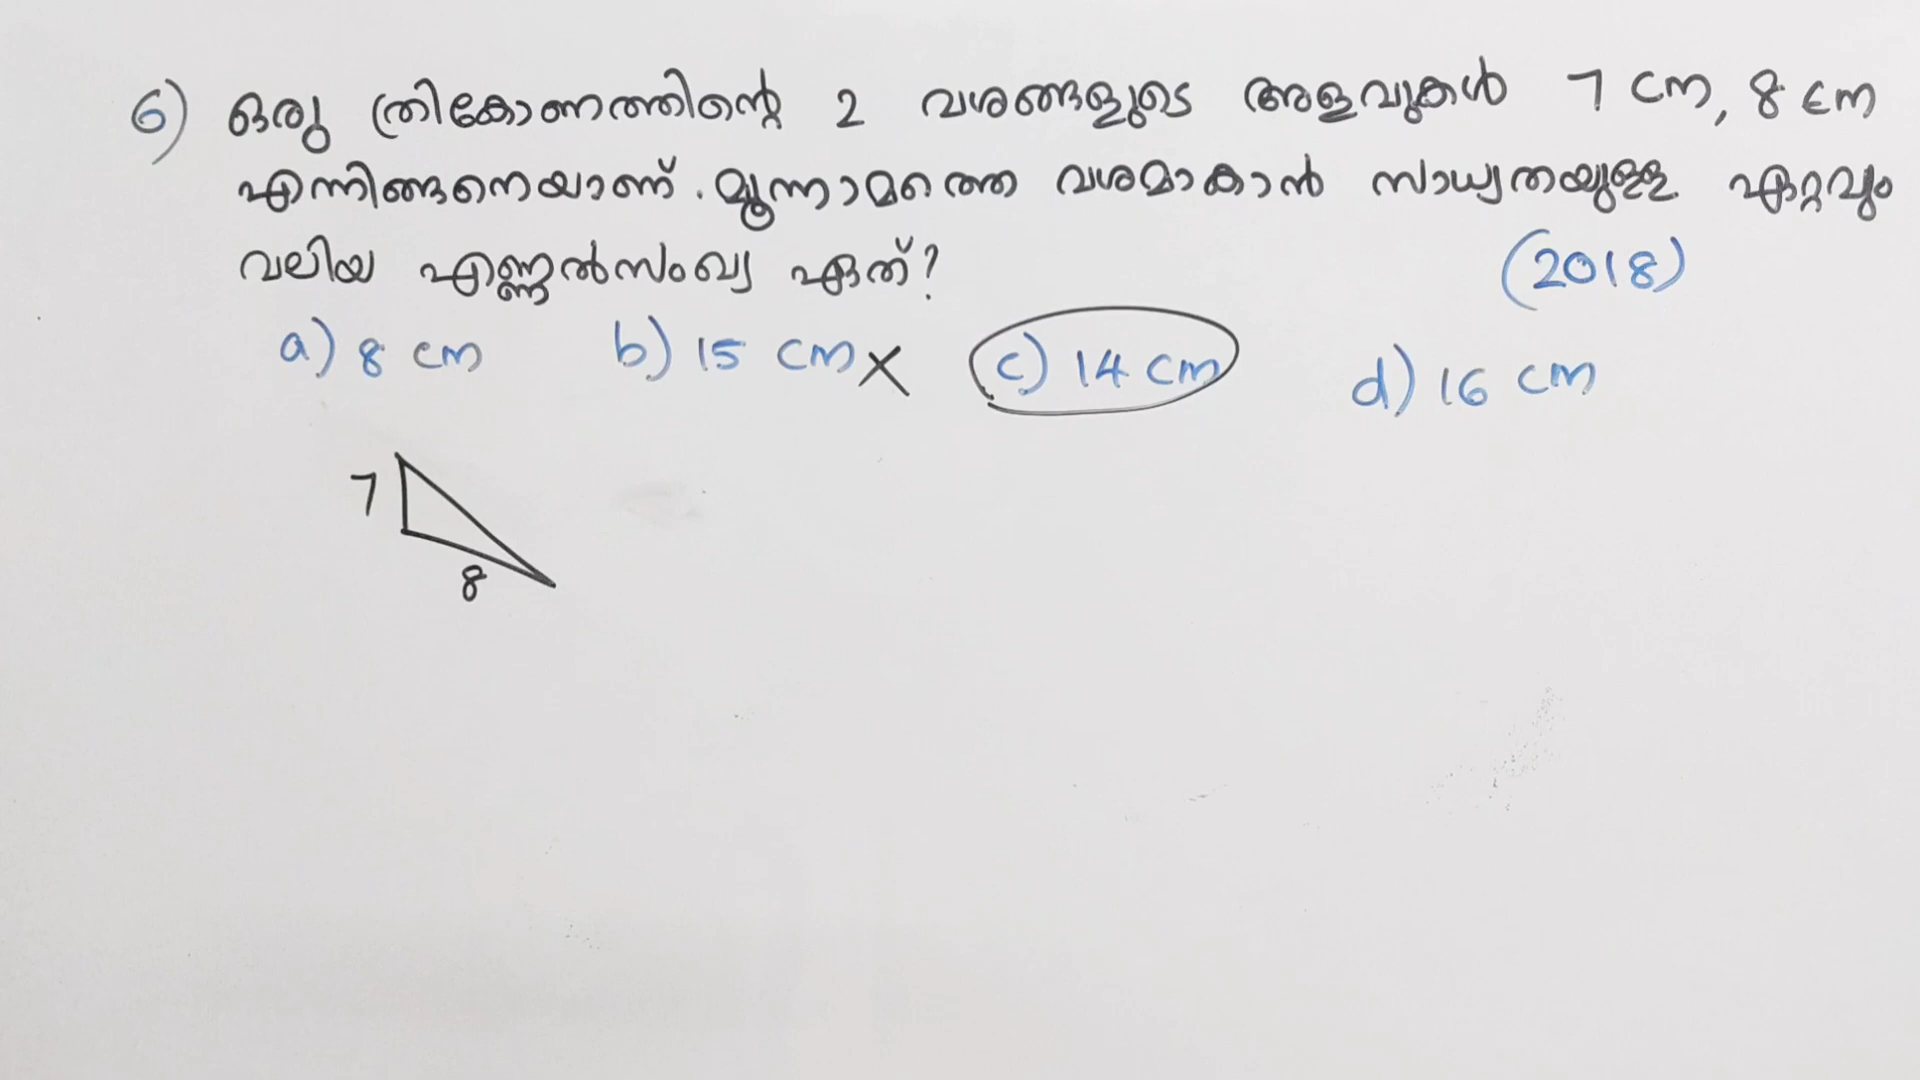 6) ഒരു ത്രികോണത്തിന്റെ 2 വശങ്ങളുടെ അളവുകൾ 7 cm, 8 cm
എന്നിങ്ങനെയാണ്. മൂന്നാമത്തെ വശമാകാൻ സാധ്യതയുള്ള ഏറ്റവും
വലിയ എണ്ണൽസംഖ്യ ഏത്?
(2018)
a) 8 cm b) 15 cm X c) 14 cm d) 16 cm
7
8